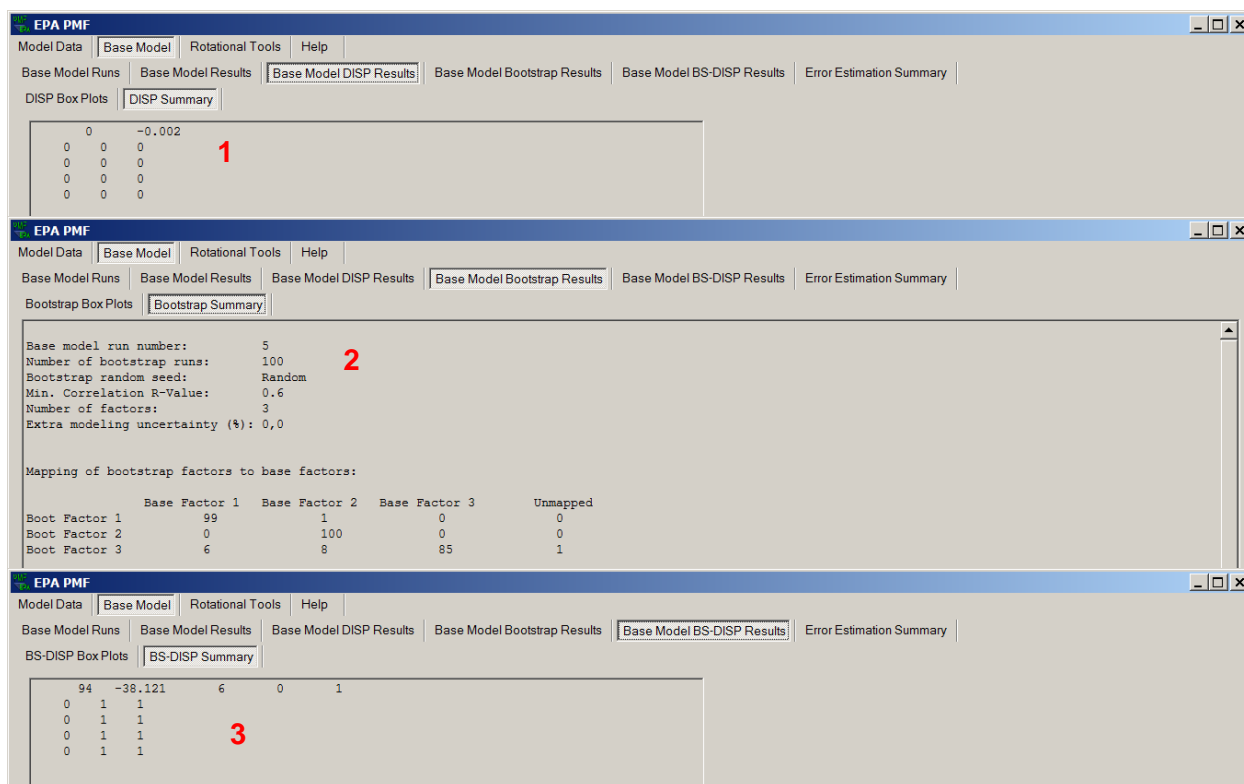 EPA PMF
Model Data Base Model Rotational Tools Help
Base Model Runs Base Model Results Base Model DISP Results Base Model Bootstrap Results Base Model BS-DISP Results Error Estimation Summary
DISP Box Plots DISP Summary
0 -0.002
0 0 0
0 0 0
0 0 0
0 0 0
1
EPA PMF
Model Data Base Model Rotational Tools Help
Base Model Runs Base Model Results Base Model DISP Results Base Model Bootstrap Results Base Model BS-DISP Results Error Estimation Summary
Bootstrap Box Plots Bootstrap Summary
Base model run number: 5
Number of bootstrap runs: 100
Bootstrap random seed: Random
Min. Correlation R-Value: 0.6
Number of factors: 3
Extra modeling uncertainty (%): 0,0
2
Mapping of bootstrap factors to base factors:
Base Factor 1 Base Factor 2 Base Factor 3 Unmapped
Boot Factor 1 99 1 0 0
Boot Factor 2 0 100 0 0
Boot Factor 3 6 8 85 1
EPA PMF
Model Data Base Model Rotational Tools Help
Base Model Runs Base Model Results Base Model DISP Results Base Model Bootstrap Results Base Model BS-DISP Results Error Estimation Summary
BS-DISP Box Plots BS-DISP Summary
94 -38.121 6 0 1
0 1 1
0 1 1
0 1 1
0 1 1
3